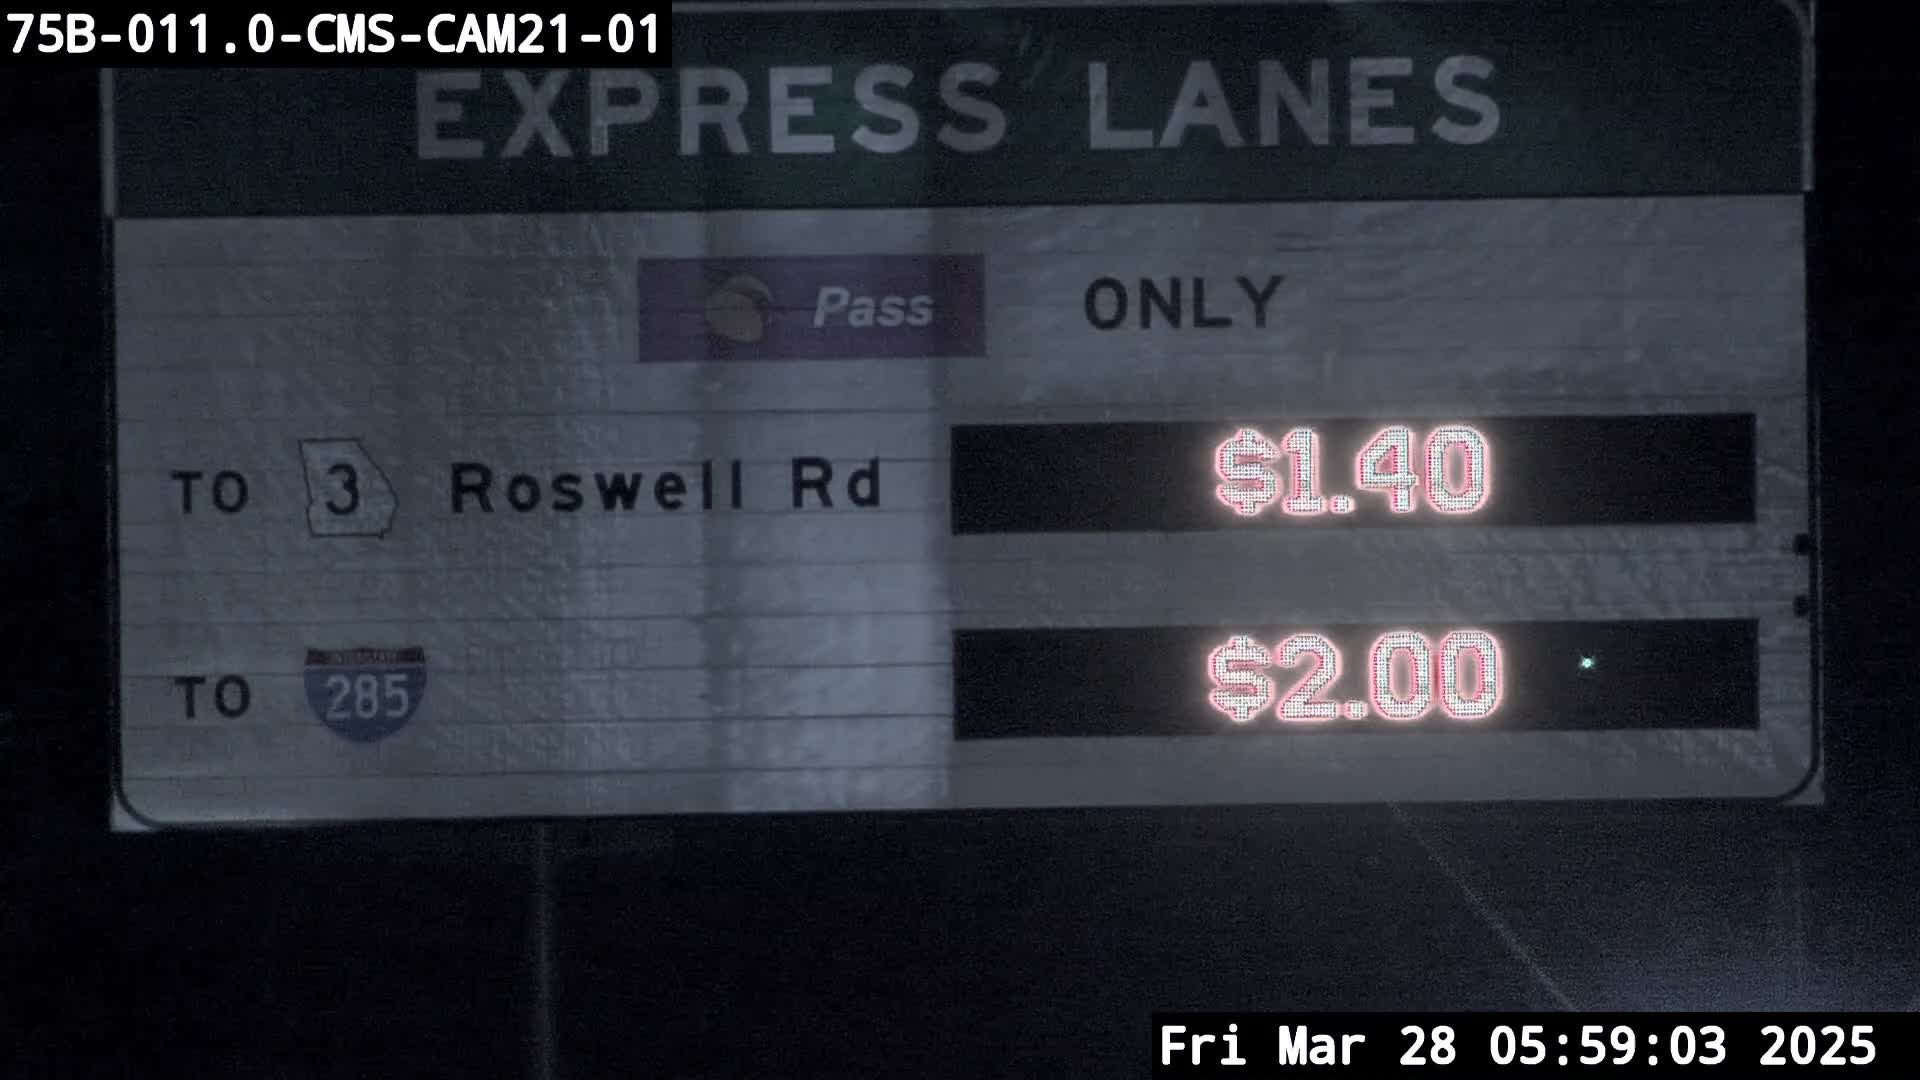 75B-011.0-CMS-CAM21-01
EXPRESS LANES
Pass ONLY
TO 3 Roswell Rd $1.40
INTERSTATE
TO 285 $2.00
Fri Mar 28 05:59:03 2025